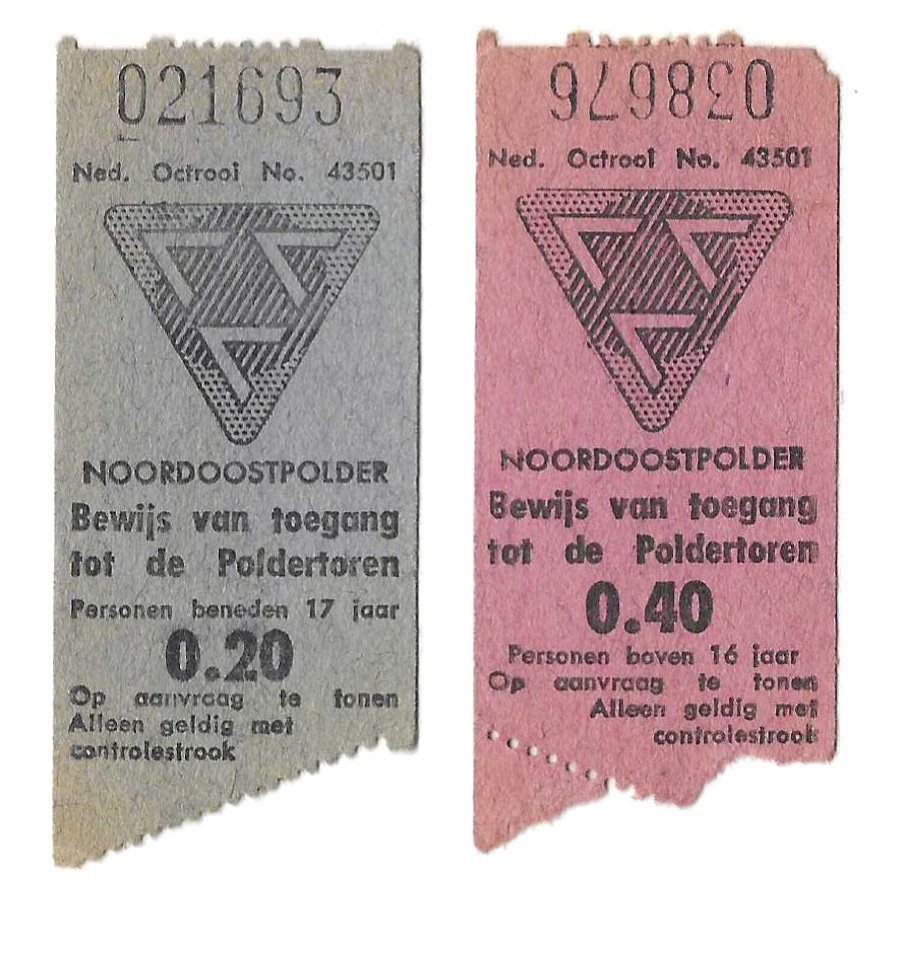 021693
Ned. Octrooi No. 43501
NOORDOOSTPOLDER
Bewijs van toegang
tot de Poldertoren
Personen beneden 17 jaar
0.20
Op aanvraag te tonen
Alleen geldig met
controlestrook
038676
Ned. Octrooi No. 43501
NOORDOOSTPOLDER
Bewijs van toegang
tot de Poldertoren
0.40
Personen boven 16 jaar
Op aanvraag te tonen
Alleen geldig met
controlestrook